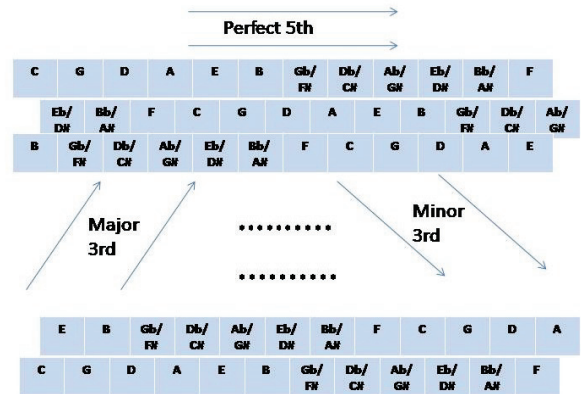 Perfect 5th
C G D A E B Gb/ F# Db/ C# Ab/ G# Eb/ D# Bb/ A# F
Eb/ D# Bb/ A# F C G D A E B Gb/ F# Db/ C# Ab/ G#
B Gb/ F# Db/ C# Ab/ G# Eb/ D# Bb/ A# F C G D A E
Major
3rd
Minor
3rd
E B Gb/ F# Db/ C# Ab/ G# Eb/ D# Bb/ A# F C G D A
C G D A E B Gb/ F# Db/ C# Ab/ G# Eb/ D# Bb/ A# F